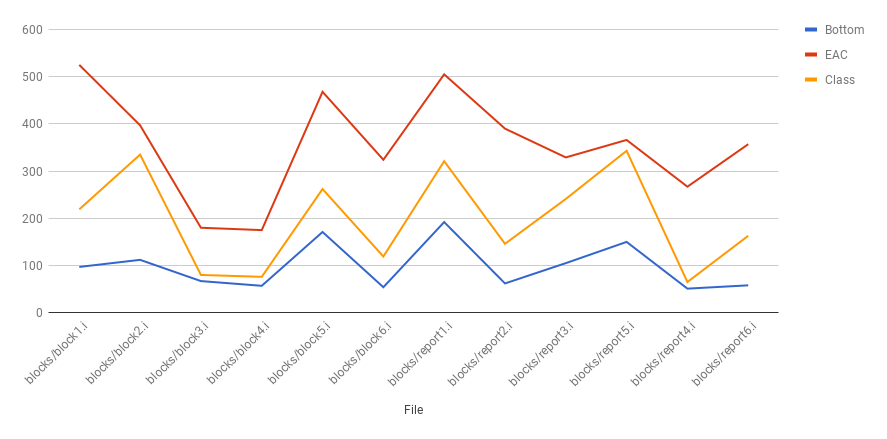 600
500
400
300
200
100
0
Bottom
EAC
Class
blocks/block1.i
blocks/block2.i
blocks/block3.i
blocks/block4.i
blocks/block5.i
blocks/block6.i
blocks/report1.i
blocks/report2.i
blocks/report3.i
blocks/report5.i
blocks/report4.i
blocks/report6.i
File